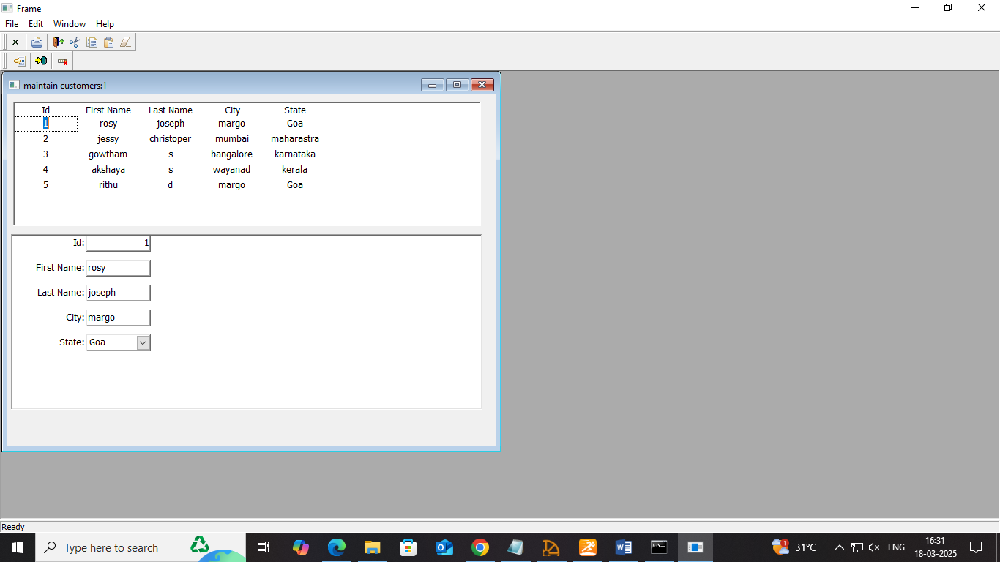 Frame
File Edit Window Help
maintain customers:1
Id First Name Last Name City State
1 rosy joseph margo Goa
2 jessy christoper mumbai maharastra
3 gowtham s bangalore karnataka
4 akshaya s wayanad kerala
5 rithu d margo Goa
Id: 1
First Name: rosy
Last Name: joseph
City: margo
State: Goa
Ready
Type here to search 1 31°C ENG 16:31
18-03-2025